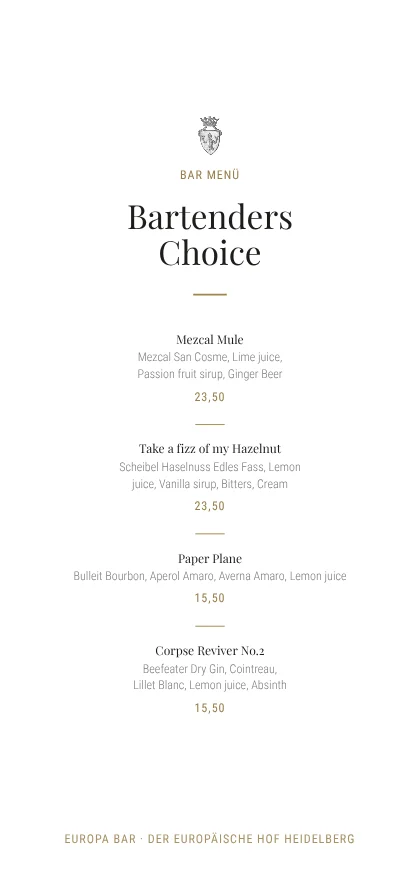 BAR MENÜ
Bartenders
Choice
Mezcal Mule
Mezcal San Cosme, Lime juice,
Passion fruit sirup, Ginger Beer
23,50
Take a fizz of my Hazelnut
Scheibel Haselnuss Edles Fass, Lemon
juice, Vanilla sirup, Bitters, Cream
23,50
Paper Plane
Bulleit Bourbon, Aperol Amaro, Averna Amaro, Lemon juice
15,50
Corpse Reviver No.2
Beefeater Dry Gin, Cointreau,
Lillet Blanc, Lemon juice, Absinth
15,50
EUROPA BAR · DER EUROPÄISCHE HOF HEIDELBERG